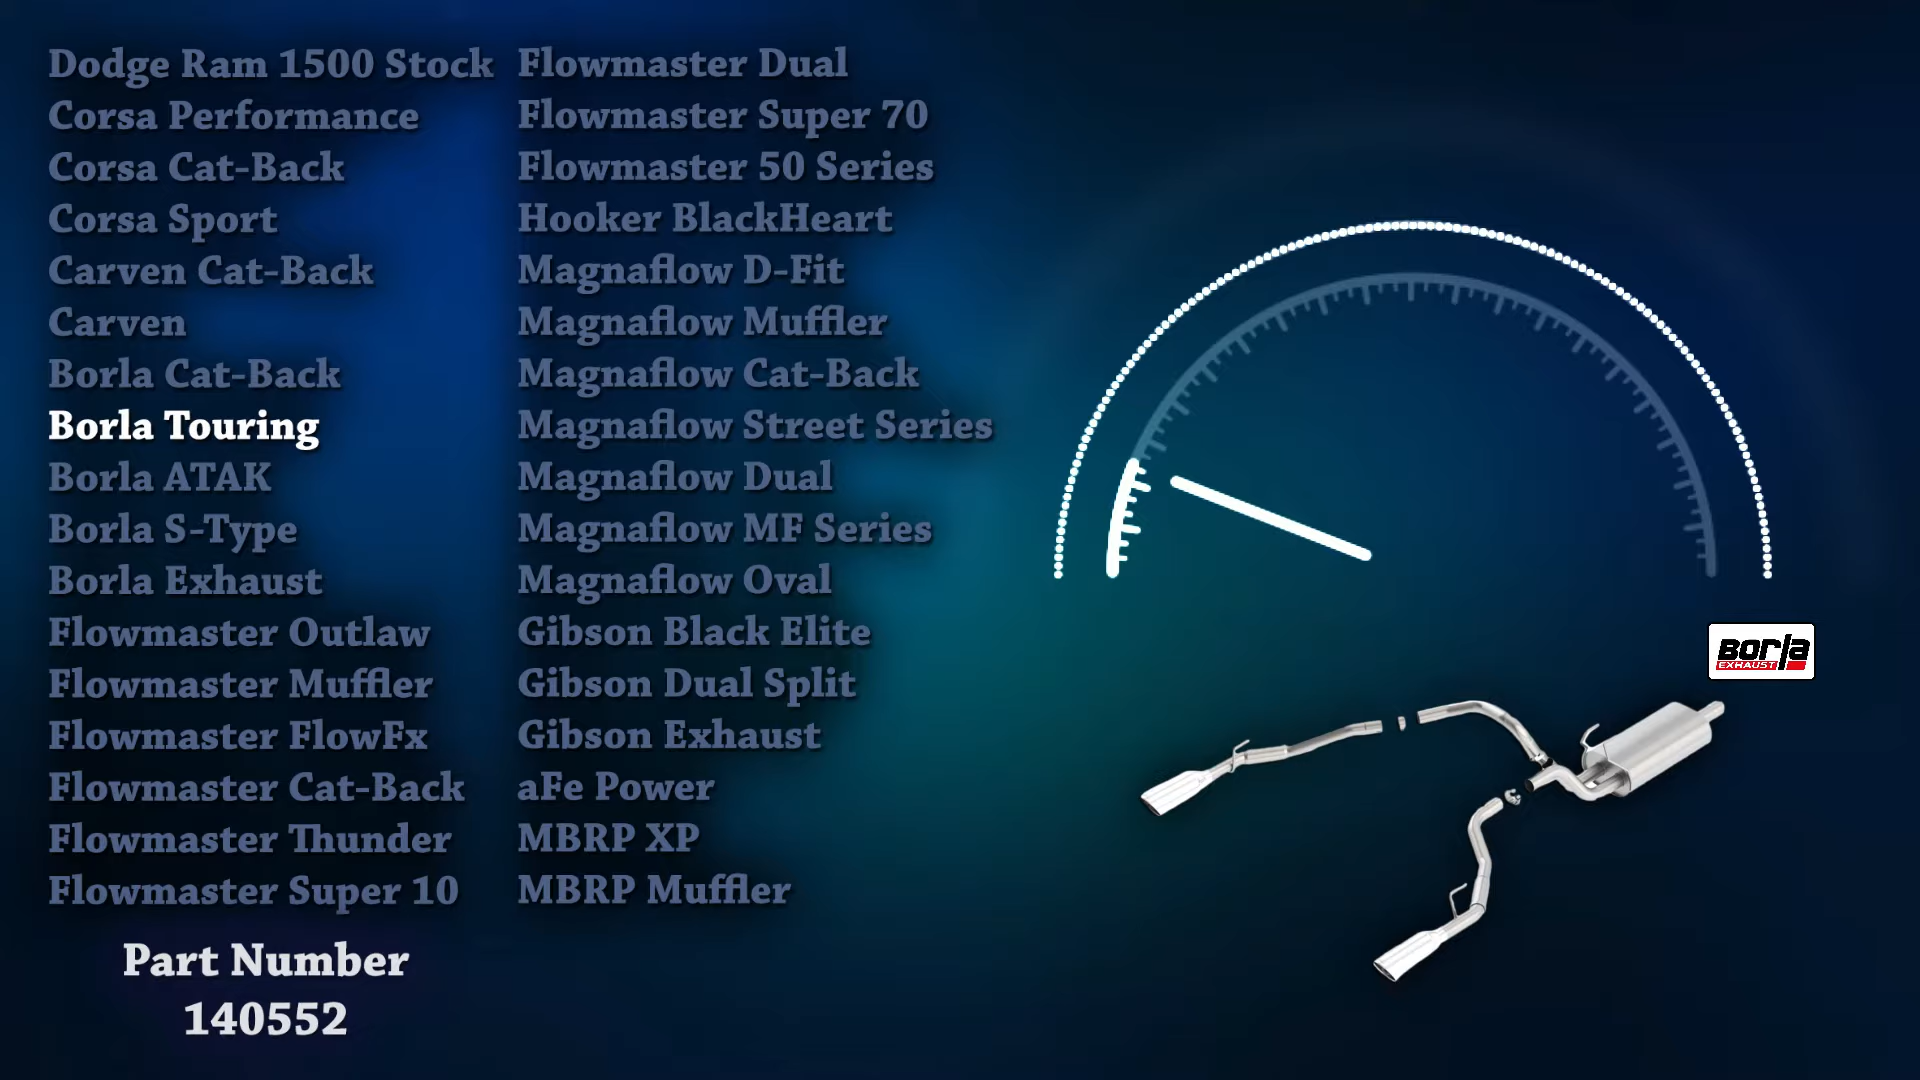 Dodge Ram 1500 Stock
Corsa Performance
Corsa Cat-Back
Corsa Sport
Carven Cat-Back
Carven
Borla Cat-Back
Borla Touring
Borla ATAK
Borla S-Type
Borla Exhaust
Flowmaster Outlaw
Flowmaster Muffler
Flowmaster FlowFx
Flowmaster Cat-Back
Flowmaster Thunder
Flowmaster Super 10
Flowmaster Dual
Flowmaster Super 70
Flowmaster 50 Series
Hooker BlackHeart
Magnaflow D-Fit
Magnaflow Muffler
Magnaflow Cat-Back
Magnaflow Street Series
Magnaflow Dual
Magnaflow MF Series
Magnaflow Oval
Gibson Black Elite
Gibson Dual Split
Gibson Exhaust
aFe Power
MBRP XP
MBRP Muffler
Part Number
140552
Borla
EXHAUST